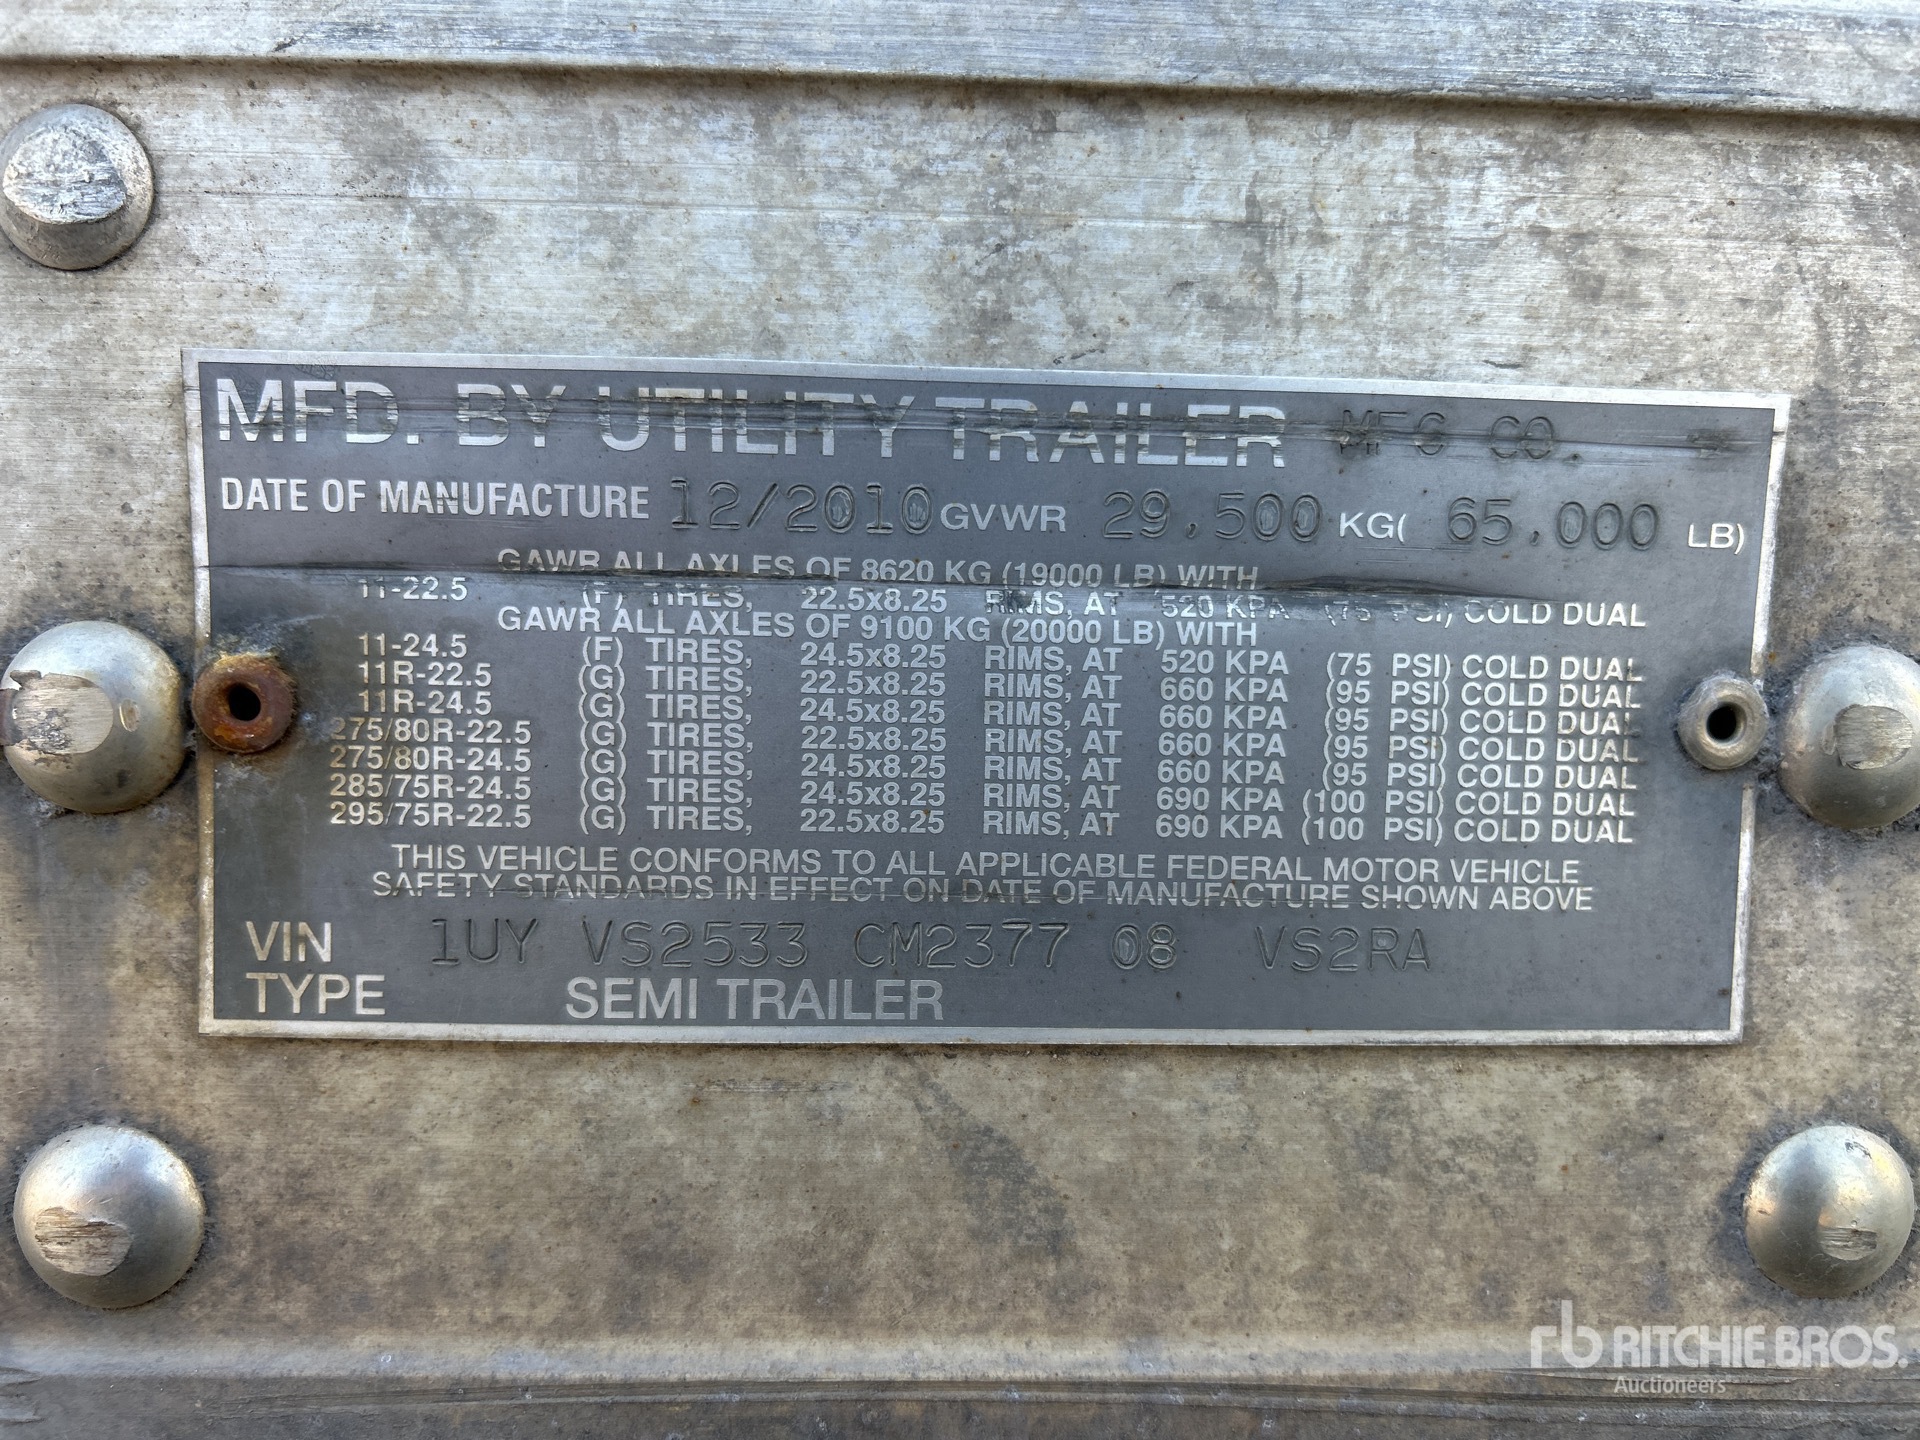 MFD. BY UTILITY TRAILER MFG CO.
DATE OF MANUFACTURE 12/2010 GVWR 29,500 KG( 65,000 LB)
GAWR ALL AXLES OF 8620 KG (19000 LB) WITH
11-22.5 (F) TIRES, 22.5x8.25 RIMS, AT 520 KPA (75 PSI) COLD DUAL
GAWR ALL AXLES OF 9100 KG (20000 LB) WITH
11-24.5 (F) TIRES, 24.5x8.25 RIMS, AT 520 KPA (75 PSI) COLD DUAL
11R-22.5 (G) TIRES, 22.5x8.25 RIMS, AT 660 KPA (95 PSI) COLD DUAL
11R-24.5 (G) TIRES, 24.5x8.25 RIMS, AT 660 KPA (95 PSI) COLD DUAL
275/80R-22.5 (G) TIRES, 22.5x8.25 RIMS, AT 660 KPA (95 PSI) COLD DUAL
275/80R-24.5 (G) TIRES, 24.5x8.25 RIMS, AT 660 KPA (95 PSI) COLD DUAL
285/75R-24.5 (G) TIRES, 24.5x8.25 RIMS, AT 690 KPA (100 PSI) COLD DUAL
295/75R-22.5 (G) TIRES, 22.5x8.25 RIMS, AT 690 KPA (100 PSI) COLD DUAL
THIS VEHICLE CONFORMS TO ALL APPLICABLE FEDERAL MOTOR VEHICLE
SAFETY STANDARDS IN EFFECT ON DATE OF MANUFACTURE SHOWN ABOVE
VIN 1UY VS2533 CM2377 08 VS2RA
TYPE SEMI TRAILER
rb RITCHIE BROS.
Auctioneers